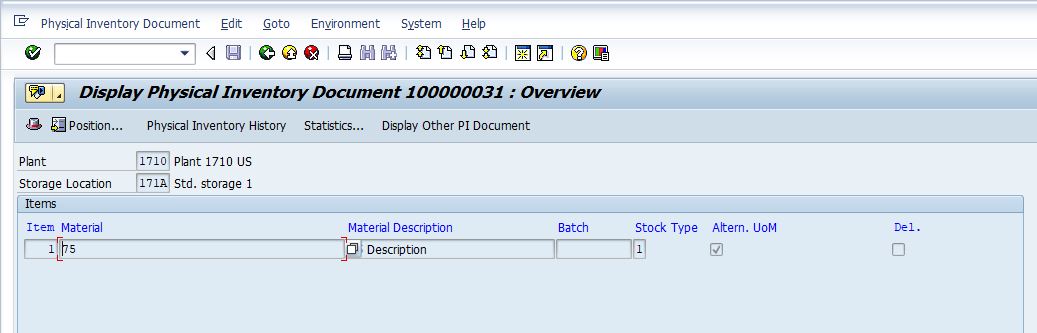 Physical Inventory Document Edit Goto Environment System Help
Display Physical Inventory Document 100000031 : Overview
Position... Physical Inventory History Statistics... Display Other PI Document
Plant 1710 Plant 1710 US
Storage Location 171A Std. storage 1
Items
Item Material Material Description Batch Stock Type Altern. UoM Del.
1 75 Description 1